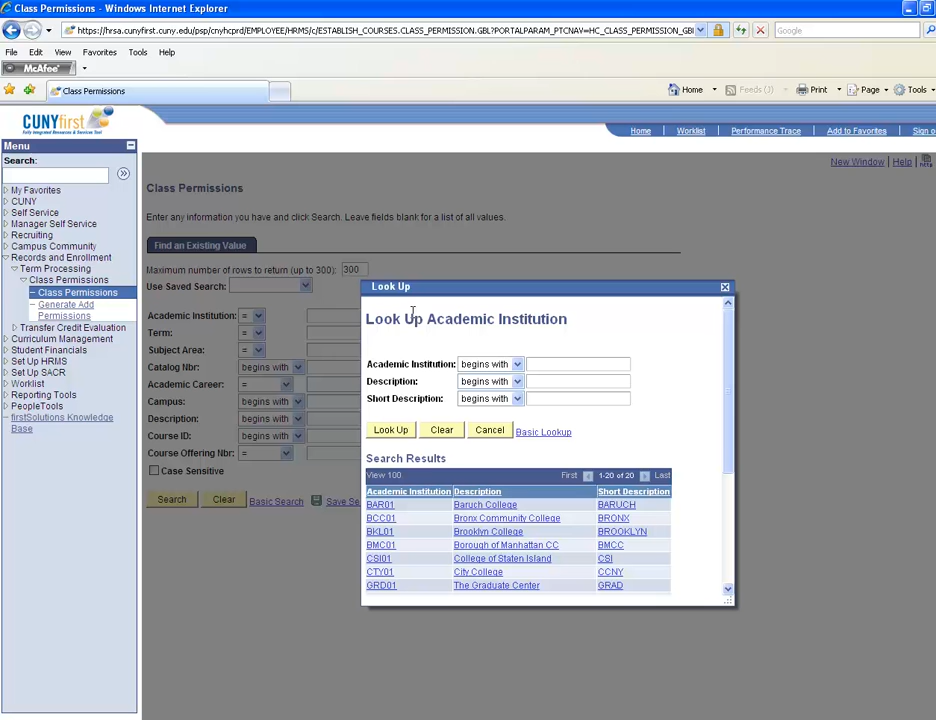 Class Permissions - Windows Internet Explorer
https://hrsa.cunyfirst.cuny.edu/psp/cnyhcprd/EMPLOYEE/HRMS/c/ESTABLISH_COURSES.CLASS_PERMISSION.GBL?PORTALPARAM_PTCNAV=HC_CLASS_PERMISSION_GBL
Google
File Edit View Favorites Tools Help
McAfee
Class Permissions
Home Feeds (J) Print Page Tools
CUNYfirst
Fully Integrated Resources & Services Tool
Home Worklist Performance Trace Add to Favorites Sign o
Menu
Search:
My Favorites
CUNY
Self Service
Manager Self Service
Recruiting
Campus Community
Records and Enrollment
Term Processing
Class Permissions
– Class Permissions
– Generate Add
Permissions
Transfer Credit Evaluation
Curriculum Management
Student Financials
Set Up HRMS
Set Up SACR
Worklist
Reporting Tools
PeopleTools
firstSolutions Knowledge
Base
New Window | Help |
Class Permissions
Enter any information you have and click Search. Leave fields blank for a list of all values.
Find an Existing Value
Maximum number of rows to return (up to 300): 300
Use Saved Search:
Academic Institution: =
Term: =
Subject Area: =
Catalog Nbr: begins with
Academic Career: =
Campus: begins with
Description: begins with
Course ID: begins with
Course Offering Nbr: =
Case Sensitive
Search Clear Basic Search Save Se
Look Up
Look Up Academic Institution
Academic Institution: begins with
Description: begins with
Short Description: begins with
Look Up Clear Cancel Basic Lookup
Search Results
View 100 First 1-20 of 20 Last
Academic Institution Description Short Description
BAR01 Baruch College BARUCH
BCC01 Bronx Community College BRONX
BKL01 Brooklyn College BROOKLYN
BMC01 Borough of Manhattan CC BMCC
CSI01 College of Staten Island CSI
CTY01 City College CCNY
GRD01 The Graduate Center GRAD